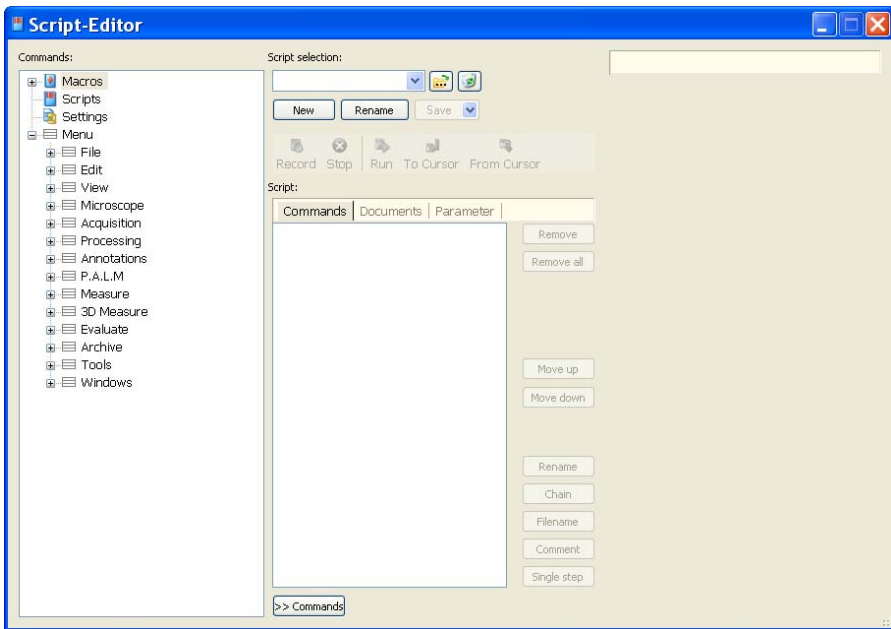 Script-Editor
Commands:
Macros
Scripts
Settings
Menu
File
Edit
View
Microscope
Acquisition
Processing
Annotations
P.A.L.M
Measure
3D Measure
Evaluate
Archive
Tools
Windows
Script selection:
New Rename Save
Record Stop Run To Cursor From Cursor
Script:
Commands Documents Parameter
Remove
Remove all
Move up
Move down
Rename
Chain
Filename
Comment
Single step
>> Commands